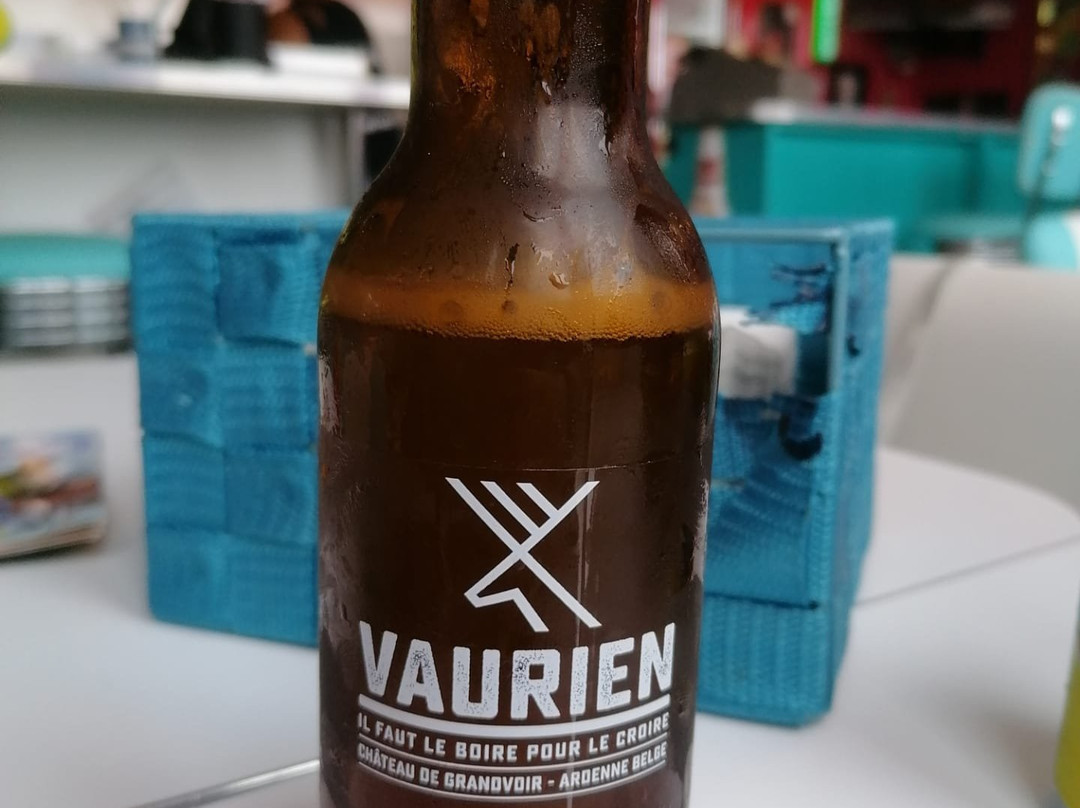 VAURIEN
IL FAUT LE BOIRE POUR LE CROIRE
CHÂTEAU DE GRANDVOIR - ARDENNE BELGE